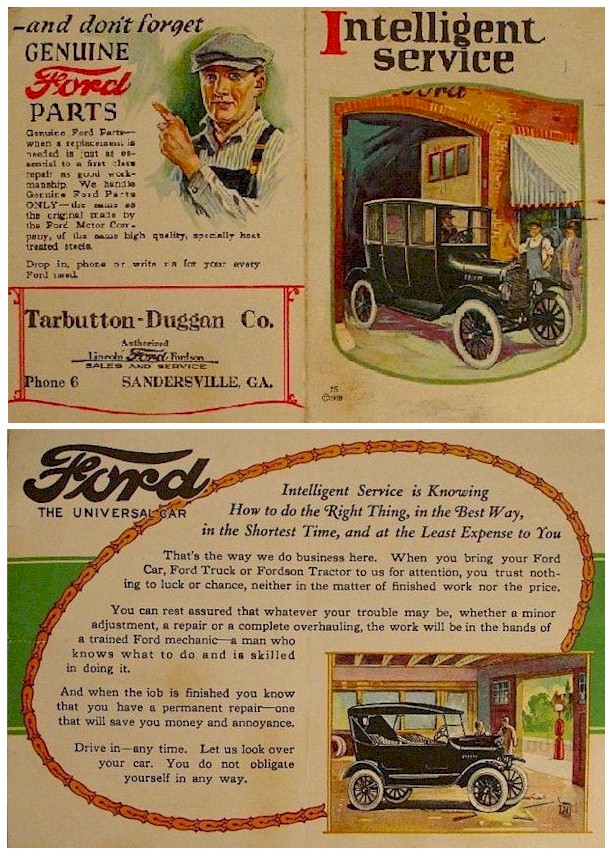 -and don't forget
GENUINE
Ford
PARTS
Genuine Ford Parts—
when a replacement is
needed is just as es-
sential to a first class
repair as good work-
manship. We handle
Genuine Ford Parts
ONLY—the same as
the original made by
the Ford Motor Com-
pany, of the same high quality, specially heat
treated steels.
Drop in, phone or write us for your every
Ford need.
Tarbutton-Duggan Co.
Authorized
Lincoln Ford Fordson
SALES AND SERVICE
Phone 6 SANDERSVILLE, GA.
Intelligent
service
Ford
Ford
THE UNIVERSAL CAR
Intelligent Service is Knowing
How to do the Right Thing, in the Best Way,
in the Shortest Time, and at the Least Expense to You
That's the way we do business here. When you bring your Ford
Car, Ford Truck or Fordson Tractor to us for attention, you trust noth-
ing to luck or chance, neither in the matter of finished work nor the price.
You can rest assured that whatever your trouble may be, whether a minor
adjustment, a repair or a complete overhauling, the work will be in the hands of
a trained Ford mechanic—a man who
knows what to do and is skilled
in doing it.
And when the job is finished you know
that you have a permanent repair—one
that will save you money and annoyance.
Drive in—any time. Let us look over
your car. You do not obligate
yourself in any way.